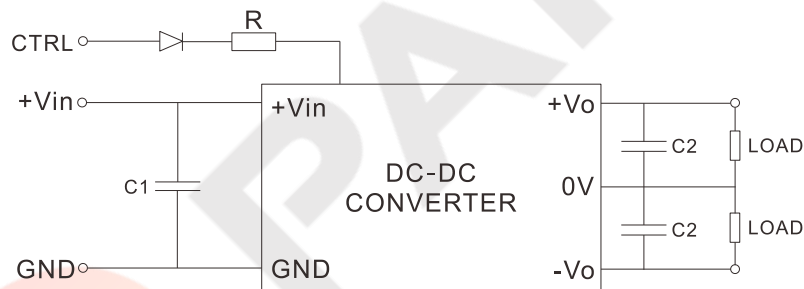 R
CTRL
+Vin
+Vin
+Vo
C1
DC-DC
CONVERTER
C2
LOAD
0V
C2
LOAD
GND
GND
-Vo